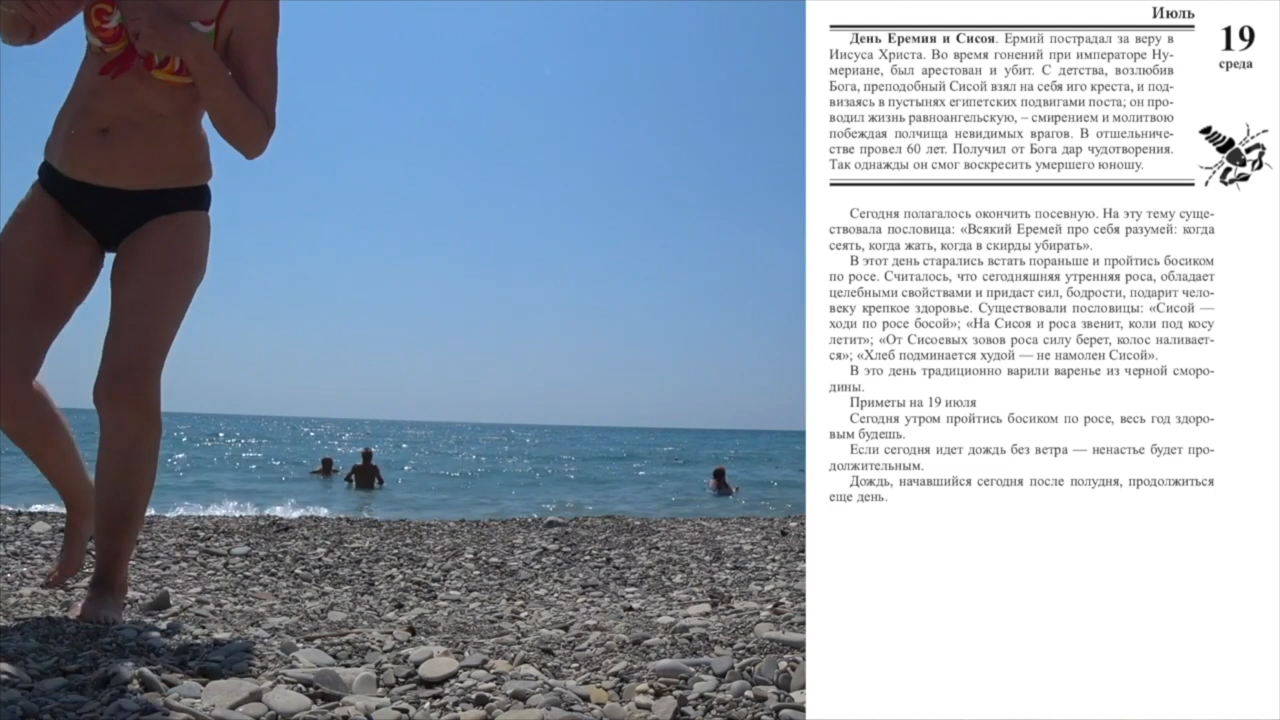 Июль
19
среда
День Еремия и Сисоя. Ермий пострадал за веру в
Иисуса Христа. Во время гонений при императоре Ну-
мериане, был арестован и убит. С детства, возлюбив
Бога, преподобный Сисой взял на себя иго креста, и под-
визаясь в пустынях египетских подвигами поста; он про-
водил жизнь равноангельскую, – смирением и молитвою
побеждая полчища невидимых врагов. В отшельниче-
стве провел 60 лет. Получил от Бога дар чудотворения.
Так однажды он смог воскресить умершего юношу.
Сегодня полагалось окончить посевную. На эту тему суще-
ствовала пословица: «Всякий Еремей про себя разумей: когда
сеять, когда жать, когда в скирды убирать».
В этот день старались встать пораньше и пройтись босиком
по росе. Считалось, что сегодняшняя утренняя роса, обладает
целебными свойствами и придаст сил, бодрости, подарит чело-
веку крепкое здоровье. Существовали пословицы: «Сисой —
ходи по росе босой»; «На Сисоя и роса звенит, коли под косу
летит»; «От Сисоевых зовов роса силу берет, колос наливает-
ся»; «Хлеб подминается худой — не намолен Сисой».
В это день традиционно варили варенье из черной сморо-
дины.
Приметы на 19 июля
Сегодня утром пройтись босиком по росе, весь год здоро-
вым будешь.
Если сегодня идет дождь без ветра — ненастье будет про-
должительным.
Дождь, начавшийся сегодня после полудня, продолжиться
еще день.